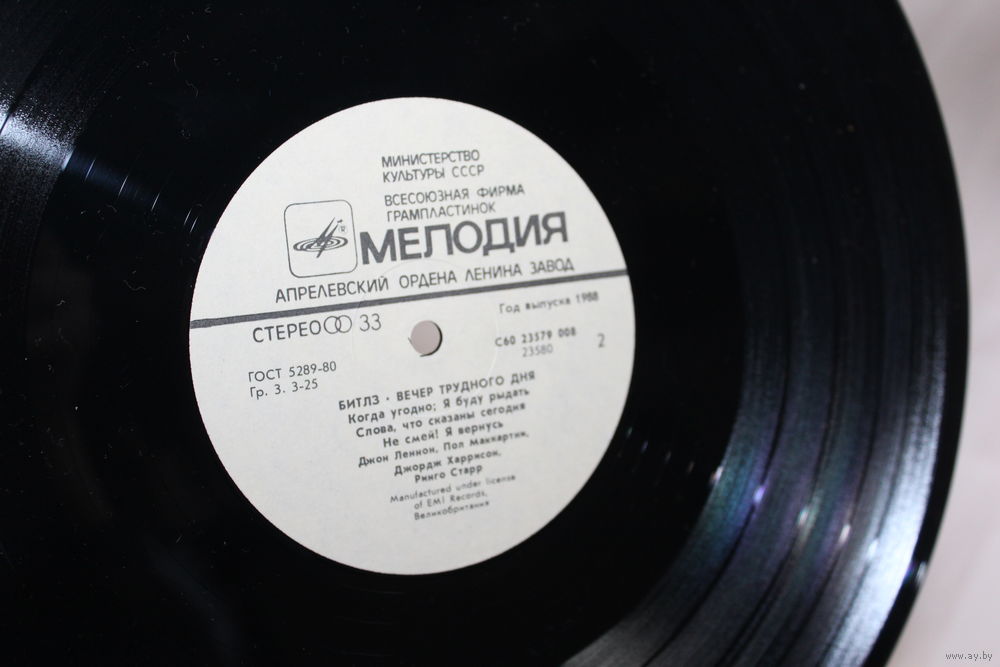 МИНИСТЕРСТВО
КУЛЬТУРЫ СССР
ВСЕСОЮЗНАЯ ФИРМА
ГРАМПЛАСТИНОК
МЕЛОДИЯ
АПРЕЛЕВСКИЙ ОРДЕНА ЛЕНИНА ЗАВОД
СТЕРЕО 33
Год выпуска 1988
ГОСТ 5289-80
Гр. 3. 3-25
С60 23579 008
23580
2
БИТЛЗ • ВЕЧЕР ТРУДНОГО ДНЯ
Когда угодно; Я буду рыдать
Слова, что сказаны сегодня
Не смей! Я вернусь
Джон Леннон, Пол Маккартни,
Джордж Харрисон,
Ринго Старр
Manufactured under license
of EMI Records,
Великобритания
www.ay.by